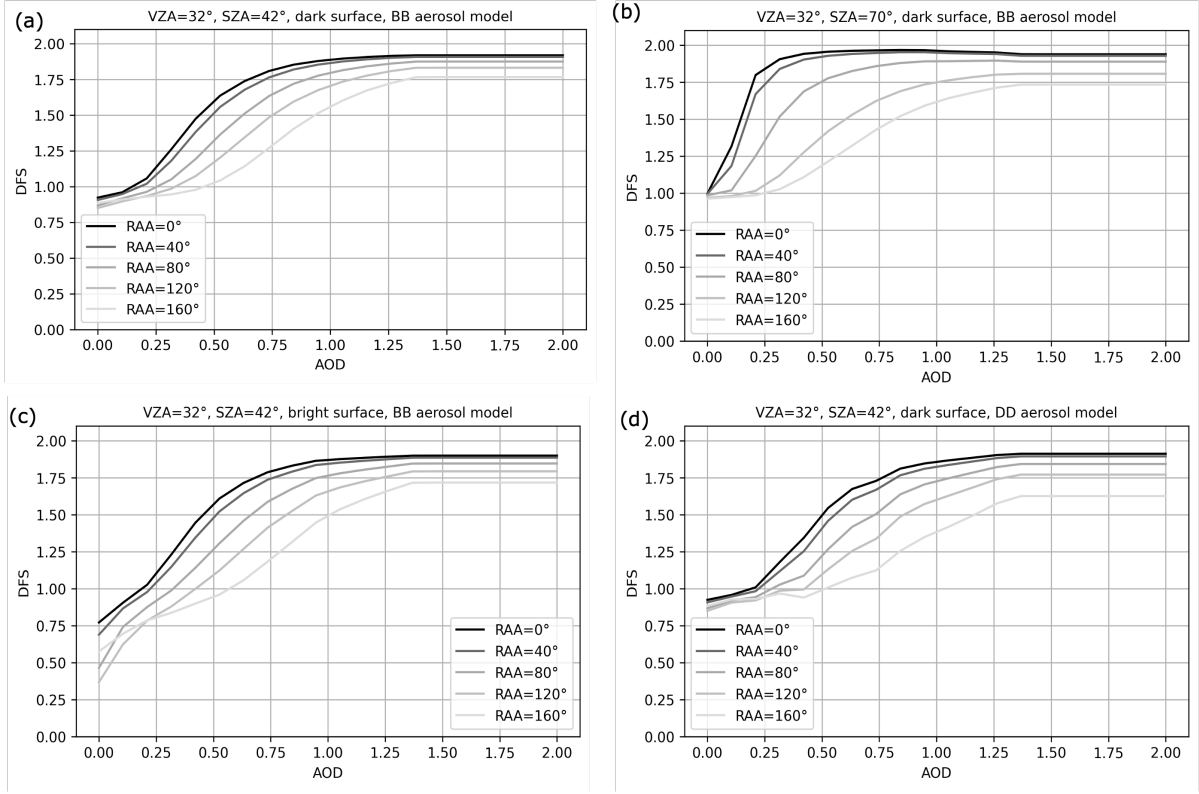 (a)
VZA=32°, SZA=42°, dark surface, BB aerosol model
2.00
1.75
1.50
1.25
1.00
0.75
0.50
0.25
0.00
DFS
RAA=0°
RAA=40°
RAA=80°
RAA=120°
RAA=160°
0.00 0.25 0.50 0.75 1.00 1.25 1.50 1.75 2.00
AOD
(b)
VZA=32°, SZA=70°, dark surface, BB aerosol model
2.00
1.75
1.50
1.25
1.00
0.75
0.50
0.25
0.00
DFS
RAA=0°
RAA=40°
RAA=80°
RAA=120°
RAA=160°
0.00 0.25 0.50 0.75 1.00 1.25 1.50 1.75 2.00
AOD
(c)
VZA=32°, SZA=42°, bright surface, BB aerosol model
2.00
1.75
1.50
1.25
1.00
0.75
0.50
0.25
0.00
DFS
RAA=0°
RAA=40°
RAA=80°
RAA=120°
RAA=160°
0.00 0.25 0.50 0.75 1.00 1.25 1.50 1.75 2.00
AOD
(d)
VZA=32°, SZA=42°, dark surface, DD aerosol model
2.00
1.75
1.50
1.25
1.00
0.75
0.50
0.25
0.00
DFS
RAA=0°
RAA=40°
RAA=80°
RAA=120°
RAA=160°
0.00 0.25 0.50 0.75 1.00 1.25 1.50 1.75 2.00
AOD